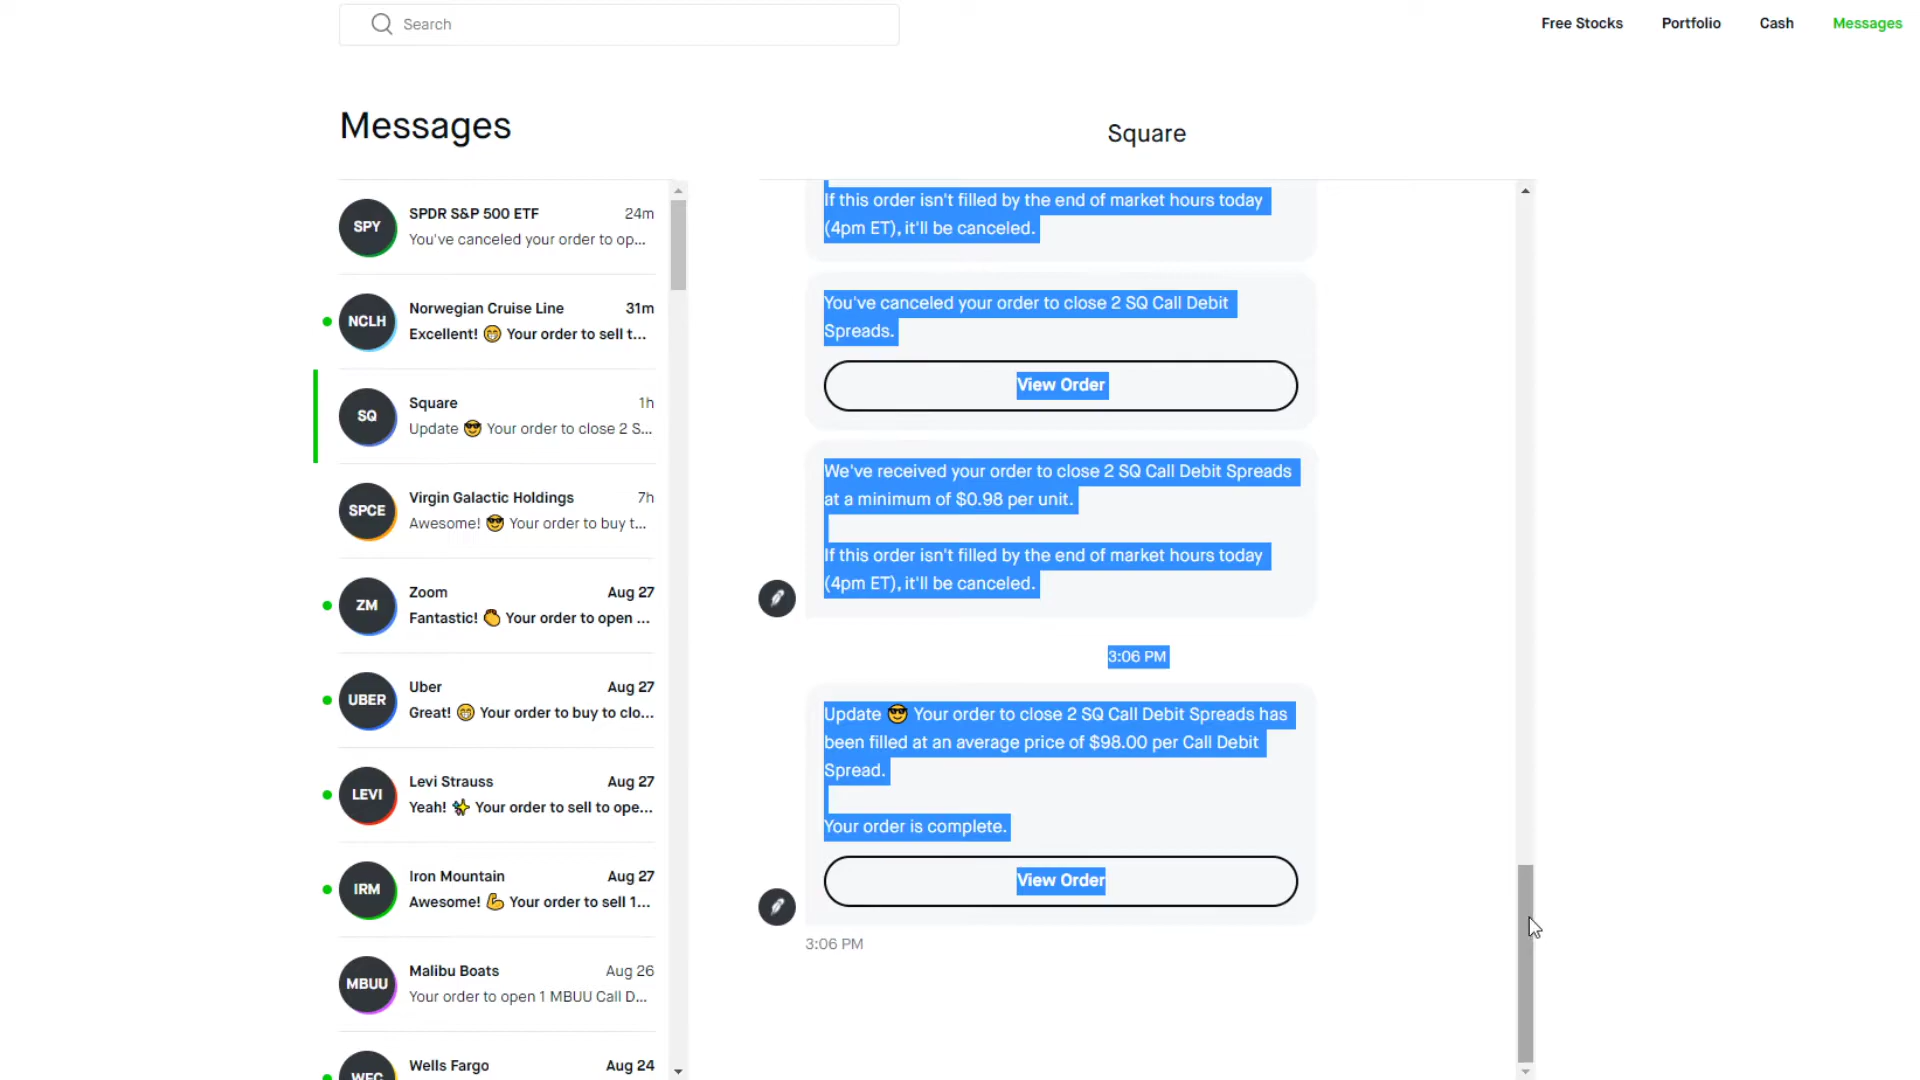 Search
Free Stocks
Portfolio
Cash
Messages
Messages
Square
SPY
SPDR S&P 500 ETF
24m
You've canceled your order to op...
NCLH
Norwegian Cruise Line
31m
Excellent! 😁 Your order to sell t...
SQ
Square
1h
Update 😎 Your order to close 2 S...
SPCE
Virgin Galactic Holdings
7h
Awesome! 😎 Your order to buy t...
ZM
Zoom
Aug 27
Fantastic! 👏 Your order to open ...
UBER
Uber
Aug 27
Great! 😁 Your order to buy to clo...
LEVI
Levi Strauss
Aug 27
Yeah! ✨ Your order to sell to ope...
IRM
Iron Mountain
Aug 27
Awesome! 💪 Your order to sell 1...
MBUU
Malibu Boats
Aug 26
Your order to open 1 MBUU Call D...
WFC
Wells Fargo
Aug 24
If this order isn't filled by the end of market hours today
(4pm ET), it'll be canceled.
You've canceled your order to close 2 SQ Call Debit
Spreads.
View Order
We've received your order to close 2 SQ Call Debit Spreads
at a minimum of $0.98 per unit.
If this order isn't filled by the end of market hours today
(4pm ET), it'll be canceled.
3:06 PM
Update 😎 Your order to close 2 SQ Call Debit Spreads has
been filled at an average price of $98.00 per Call Debit
Spread.
Your order is complete.
View Order
3:06 PM